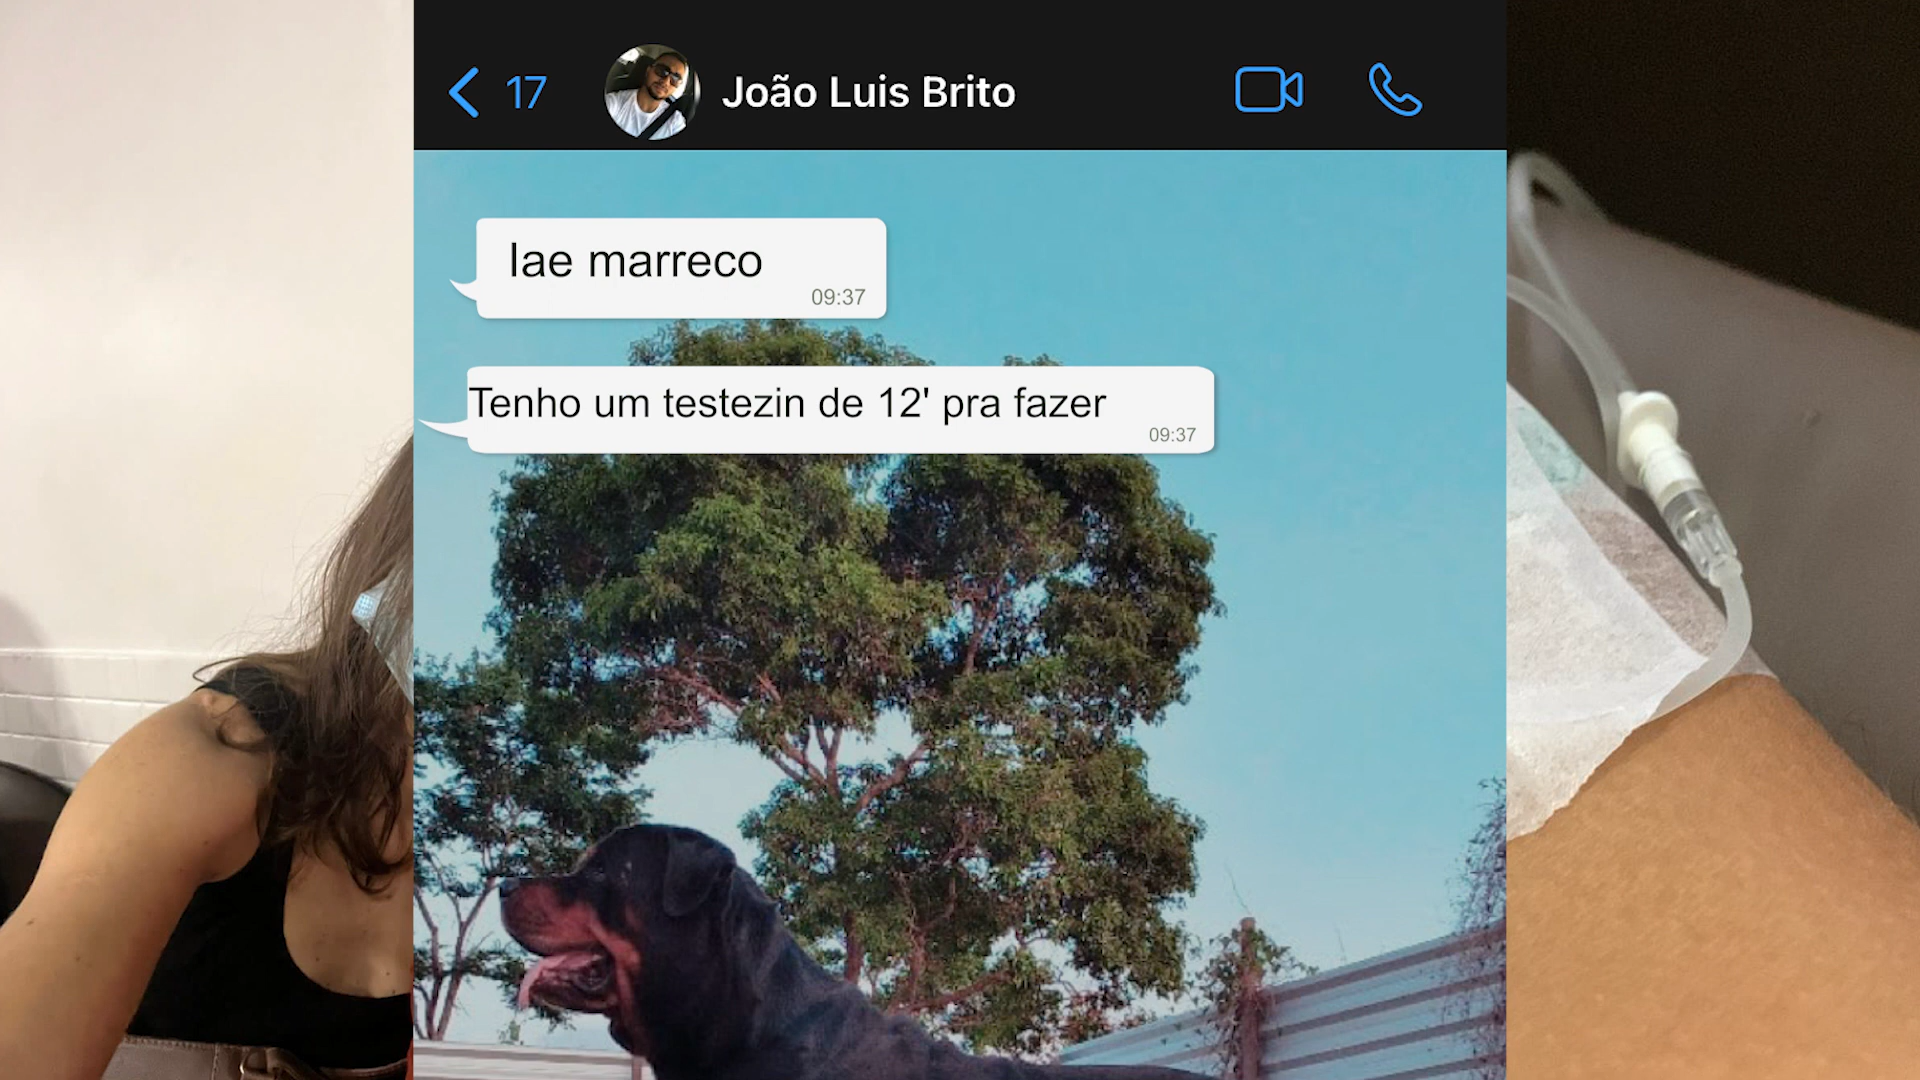 17
João Luis Brito
Iae marreco
09:37
Tenho um testezin de 12' pra fazer
09:37